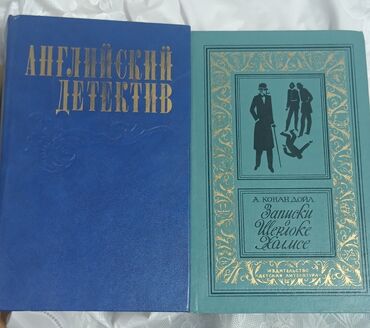 АНГЛИЙСКИЙ
ДЕТЕКТИВ
А. КОНАН ДОЙЛ
Записки
о
Шерлоке
Холмсе
ИЗДАТЕЛЬСТВО
«ДЕТСКАЯ ЛИТЕРАТУРА»